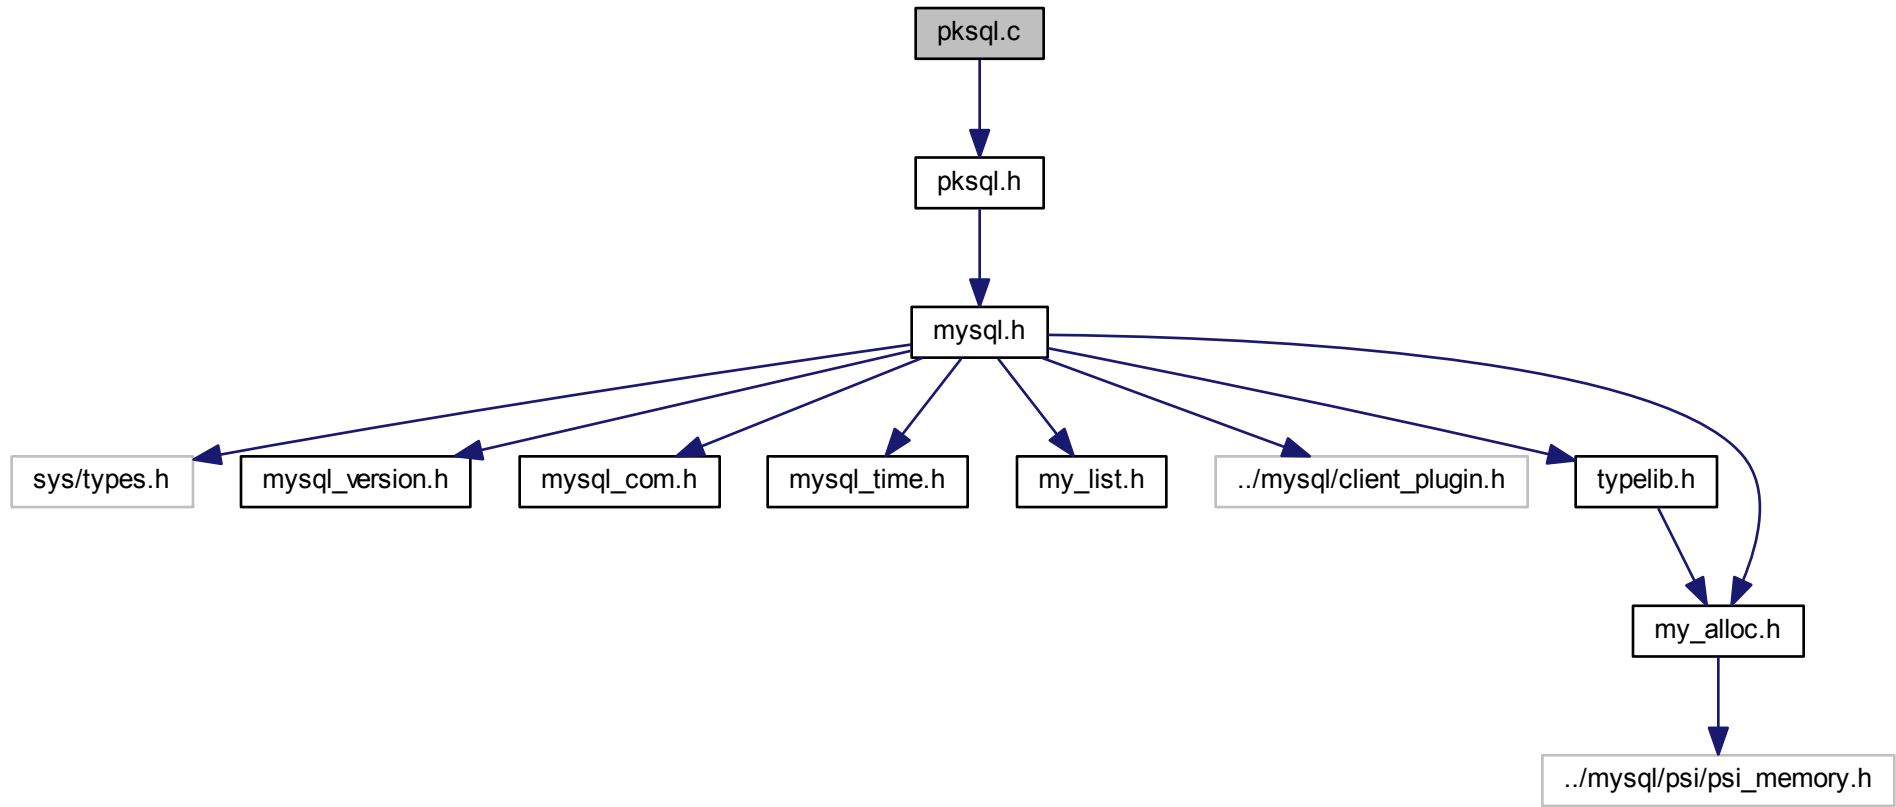 pksql.c
pksql.h
mysql.h
sys/types.h
mysql_version.h
mysql_com.h
mysql_time.h
my_list.h
../mysql/client_plugin.h
typelib.h
my_alloc.h
../mysql/psi/psi_memory.h